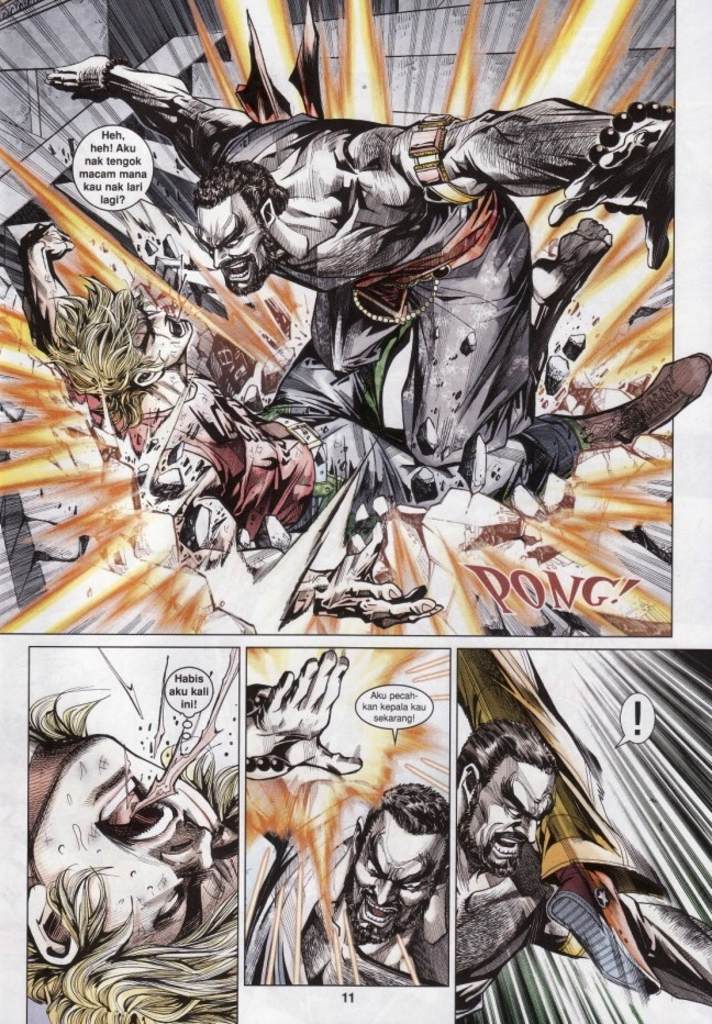 Heh,
heh! Aku
nak tengok
macam mana
kau nak lari
lagi?
PONG!
Habis
aku kali
ini!
Aku pecah-
kan kepala kau
sekarang!
!
11